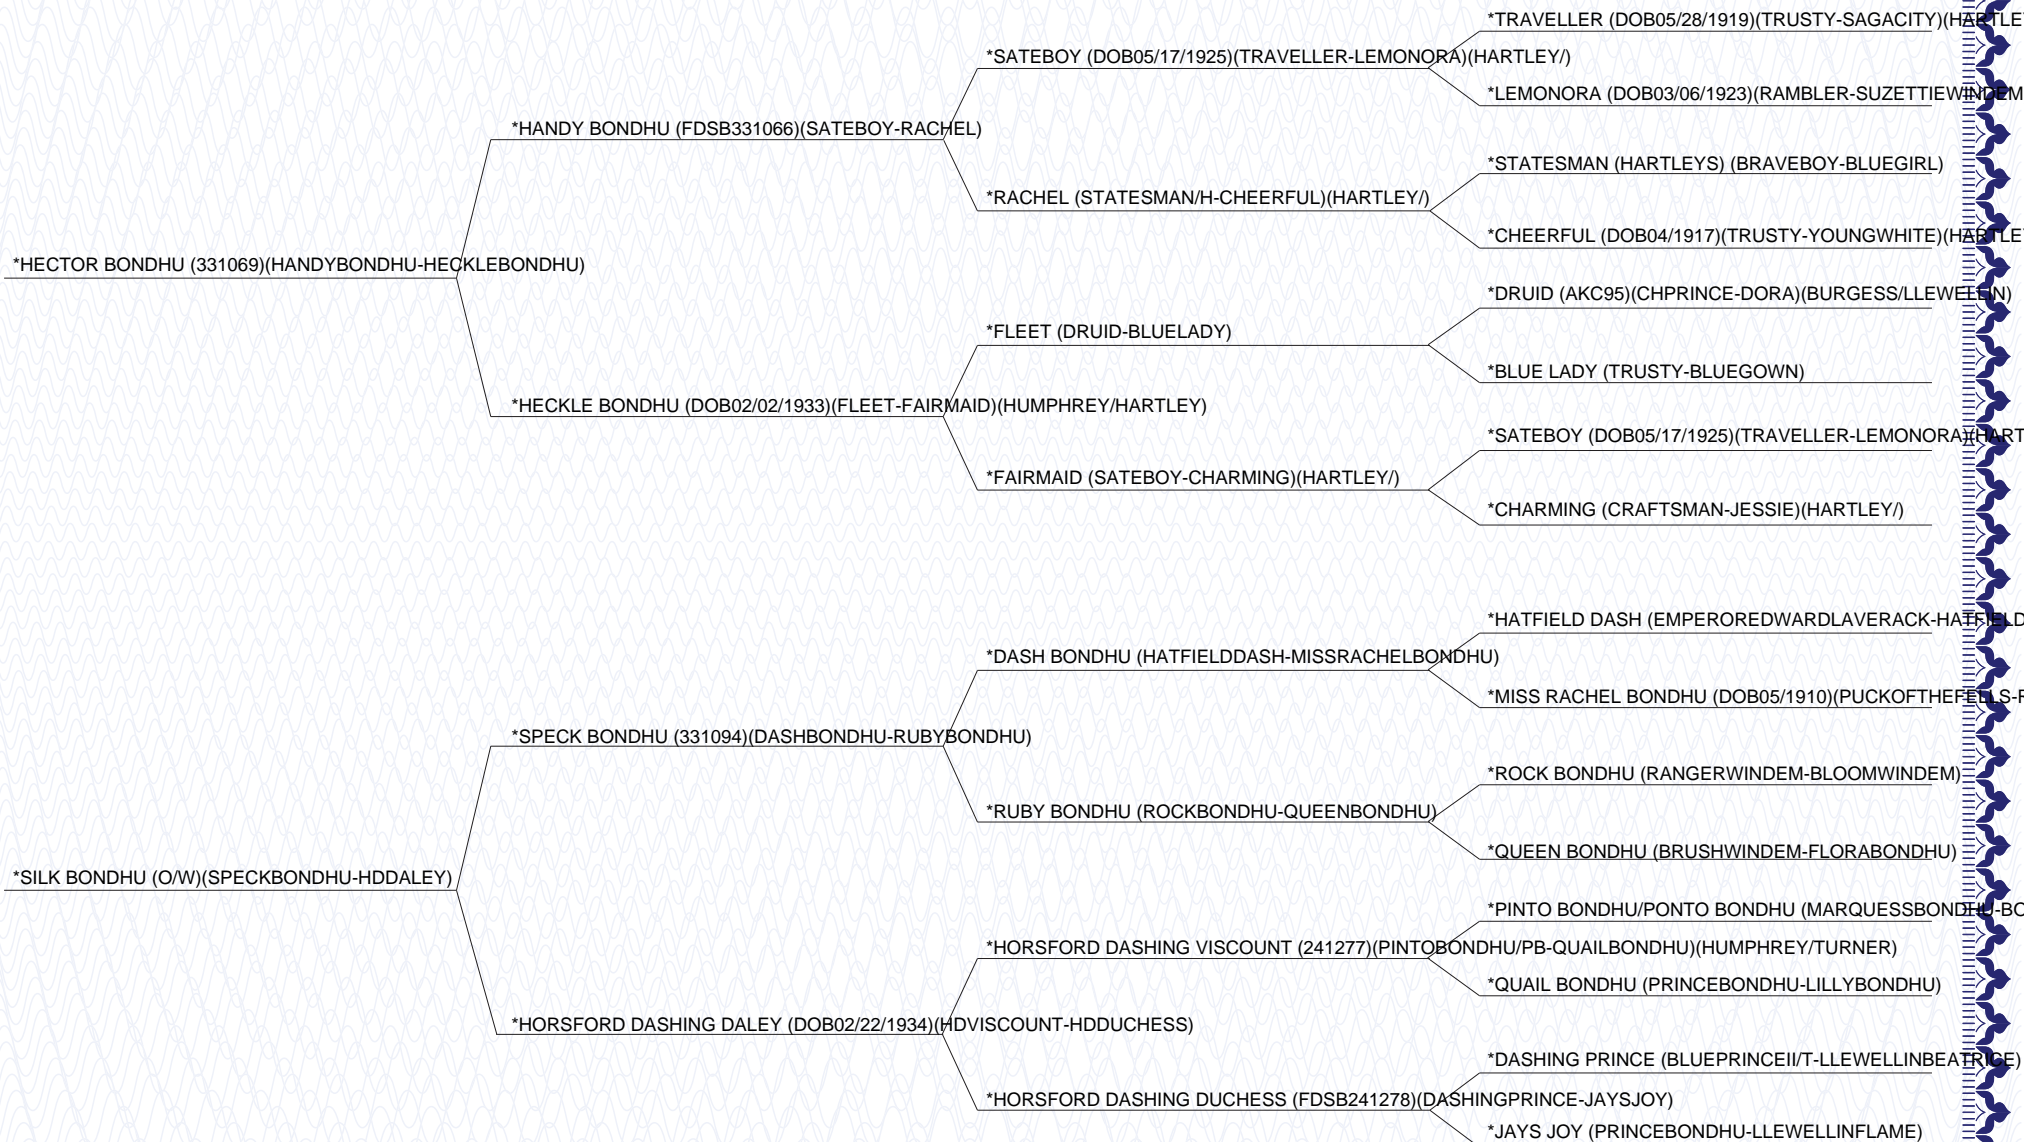 *TRAVELLER (DOB05/28/1919)(TRUSTY-SAGACITY)(HARTLE
*SATEBOY (DOB05/17/1925)(TRAVELLER-LEMONORA)(HARTLEY/)
*LEMONORA (DOB03/06/1923)(RAMBLER-SUZETTIEWINDEM
*HANDY BONDHU (FDSB331066)(SATEBOY-RACHEL)
*STATESMAN (HARTLEYS) (BRAVEBOY-BLUEGIRL)
*RACHEL (STATESMAN/H-CHEERFUL)(HARTLEY/)
*CHEERFUL (DOB04/1917)(TRUSTY-YOUNGWHITE)(HARTLE
*HECTOR BONDHU (331069)(HANDYBONDHU-HECKLEBONDHU)
*DRUID (AKC95)(CHPRINCE-DORA)(BURGESS/LLEWELLIN)
*FLEET (DRUID-BLUELADY)
*BLUE LADY (TRUSTY-BLUEGOWN)
*HECKLE BONDHU (DOB02/02/1933)(FLEET-FAIRMAID)(HUMPHREY/HARTLEY)
*SATEBOY (DOB05/17/1925)(TRAVELLER-LEMONORA)(HART
*FAIRMAID (SATEBOY-CHARMING)(HARTLEY/)
*CHARMING (CRAFTSMAN-JESSIE)(HARTLEY/)
*HATFIELD DASH (EMPEROREDWARDLAVERACK-HATFIELD
*DASH BONDHU (HATFIELDDASH-MISSRACHELBONDHU)
*MISS RACHEL BONDHU (DOB05/1910)(PUCKOFTHEFELLS-
*SPECK BONDHU (331094)(DASHBONDHU-RUBYBONDHU)
*ROCK BONDHU (RANGERWINDEM-BLOOMWINDEM)
*RUBY BONDHU (ROCKBONDHU-QUEENBONDHU)
*QUEEN BONDHU (BRUSHWINDEM-FLORABONDHU)
*SILK BONDHU (O/W)(SPECKBONDHU-HDDALEY)
*PINTO BONDHU/PONTO BONDHU (MARQUESSBONDHU-BO
*HORSFORD DASHING VISCOUNT (241277)(PINTOBONDHU/PB-QUAILBONDHU)(HUMPHREY/TURNER)
*QUAIL BONDHU (PRINCEBONDHU-LILLYBONDHU)
*HORSFORD DASHING DALEY (DOB02/22/1934)(HDVISCOUNT-HDDUCHESS)
*DASHING PRINCE (BLUEPRINCEII/T-LLEWELLINBEATRICE)
*HORSFORD DASHING DUCHESS (FDSB241278)(DASHINGPRINCE-JAYSJOY)
*JAYS JOY (PRINCEBONDHU-LLEWELLINFLAME)